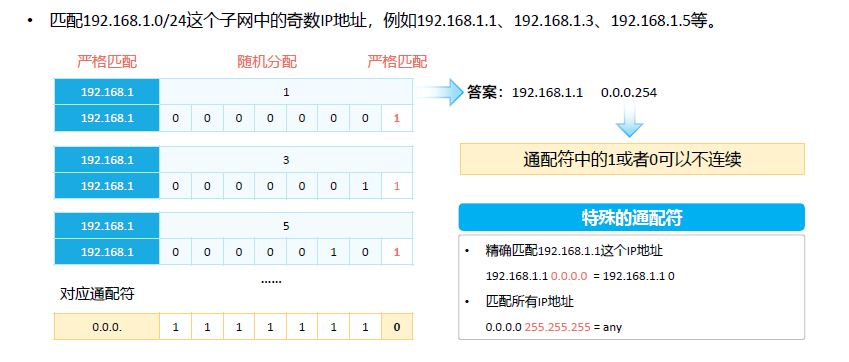 • 匹配192.168.1.0/24这个子网中的奇数IP地址，例如192.168.1.1、192.168.1.3、192.168.1.5等。
严格匹配 随机分配 严格匹配
192.168.1 1
192.168.1 0 0 0 0 0 0 0 1
192.168.1 3
192.168.1 0 0 0 0 0 0 1 1
192.168.1 5
192.168.1 0 0 0 0 0 1 0 1
……
对应通配符
0.0.0. 1 1 1 1 1 1 1 0
答案：192.168.1.1 0.0.0.254
通配符中的1或者0可以不连续
特殊的通配符
• 精确匹配192.168.1.1这个IP地址
192.168.1.1 0.0.0.0 = 192.168.1.1 0
• 匹配所有IP地址
0.0.0.0 255.255.255 = any